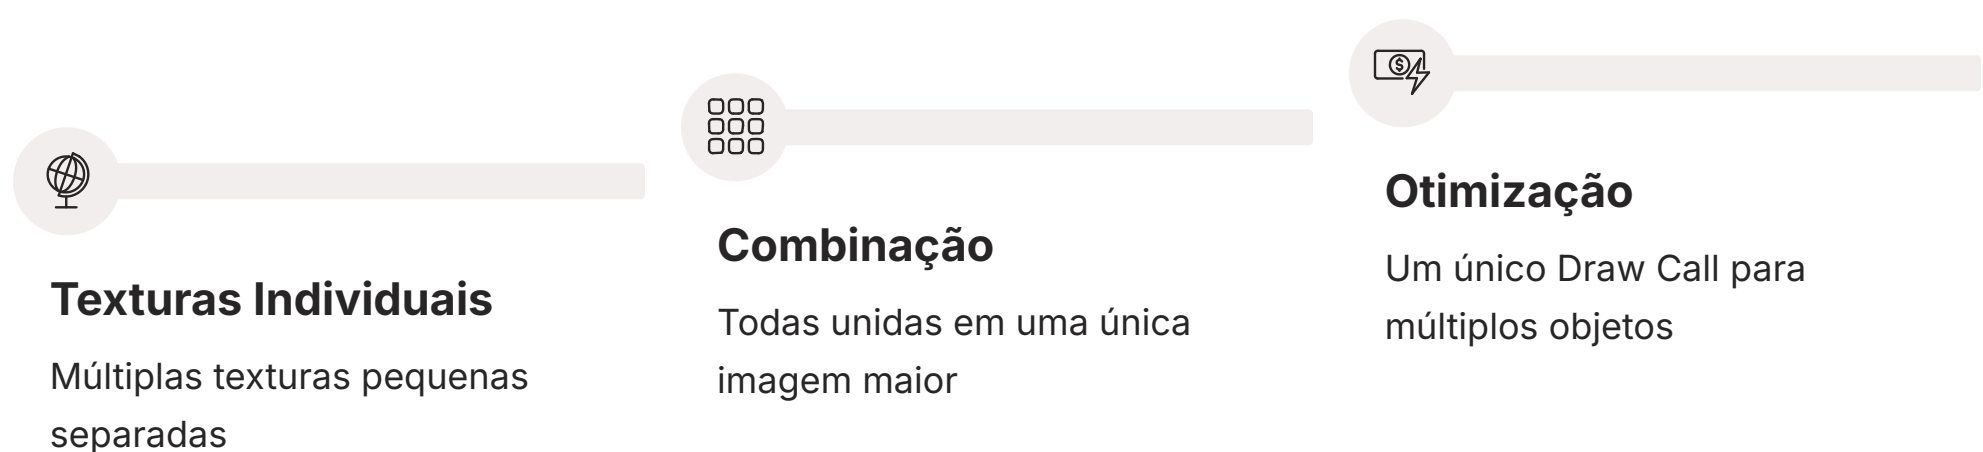 Texturas Individuais
Múltiplas texturas pequenas
separadas
Combinação
Todas unidas em uma única
imagem maior
Otimização
Um único Draw Call para
múltiplos objetos